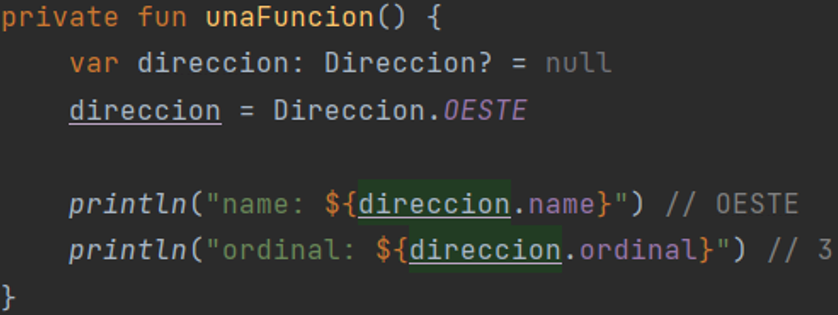 private fun unaFuncion() {
    var direccion: Direccion? = null
    direccion = Direccion.OESTE

    println("name: ${direccion.name}") // OESTE
    println("ordinal: ${direccion.ordinal}") // 3
}